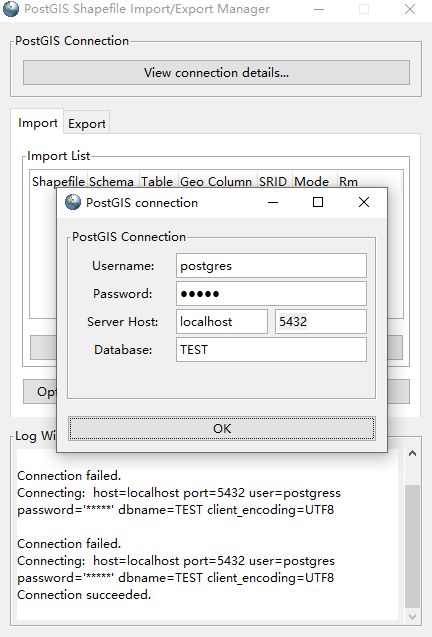 PostGIS Shapefile Import/Export Manager
PostGIS Connection
View connection details...
Import Export
Import List
Shapefile Schema Table Geo Column SRID Mode Rm
PostGIS connection
PostGIS Connection
Username: postgres
Password: ●●●●●
Server Host: localhost 5432
Database: TEST
OK
Log Wi
Connection failed.
Connecting: host=localhost port=5432 user=postgress
password='*****' dbname=TEST client_encoding=UTF8
Connection failed.
Connecting: host=localhost port=5432 user=postgres
password='*****' dbname=TEST client_encoding=UTF8
Connection succeeded.